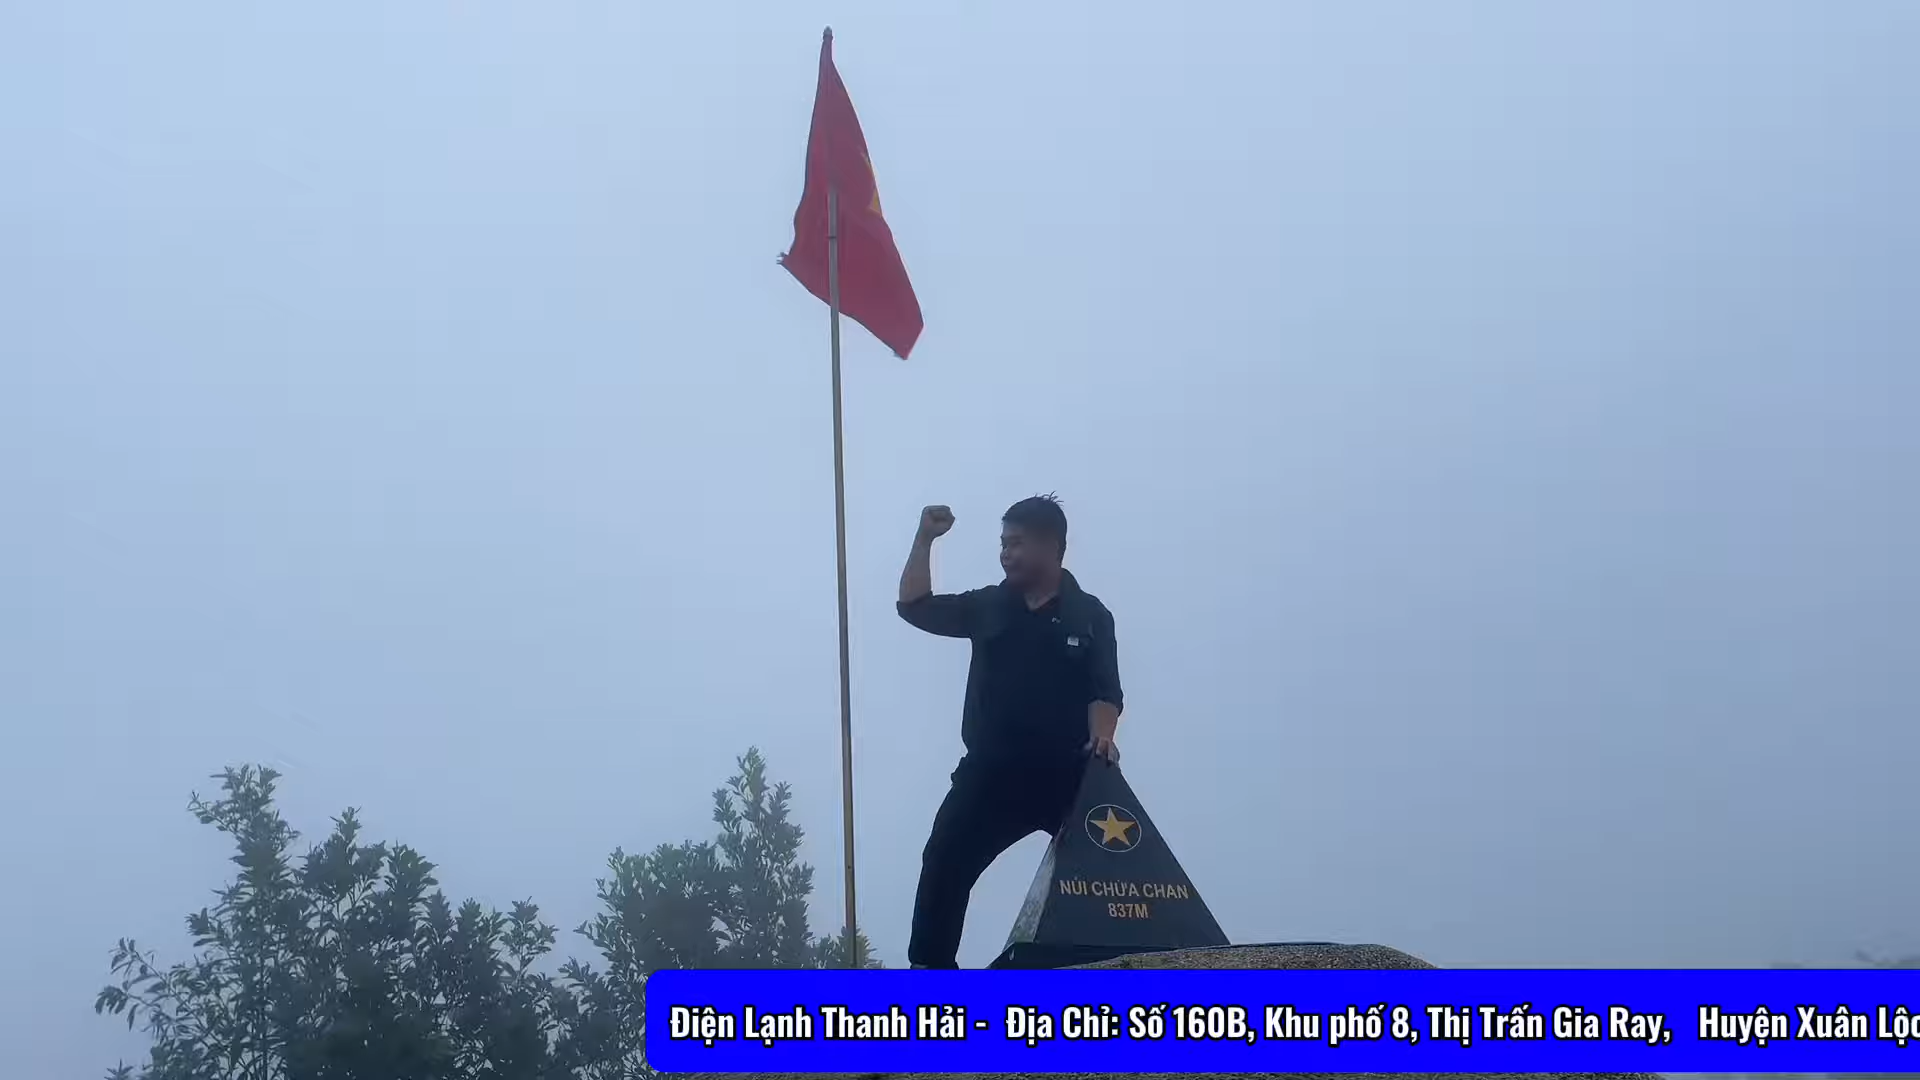 NÚI CHỨA CHAN
837M
Điện Lạnh Thanh Hải - Địa Chỉ: Số 160B, Khu phố 8, Thị Trấn Gia Ray, Huyện Xuân Lộc